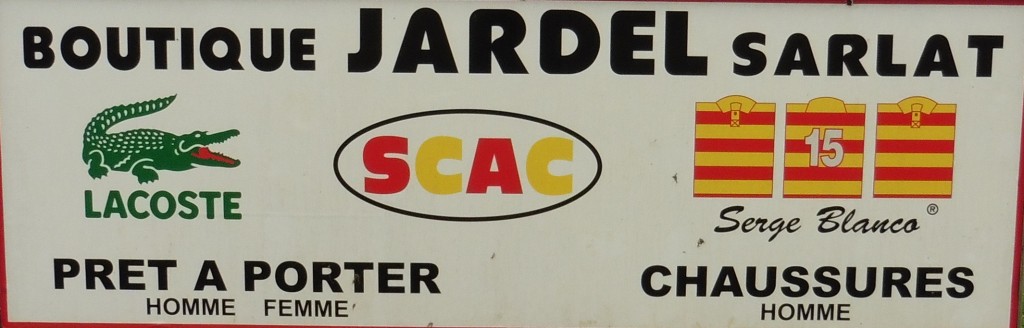 BOUTIQUE JARDEL SARLAT
LACOSTE
SCAC
15
Serge Blanco®
PRET A PORTER
HOMME FEMME
CHAUSSURES
HOMME